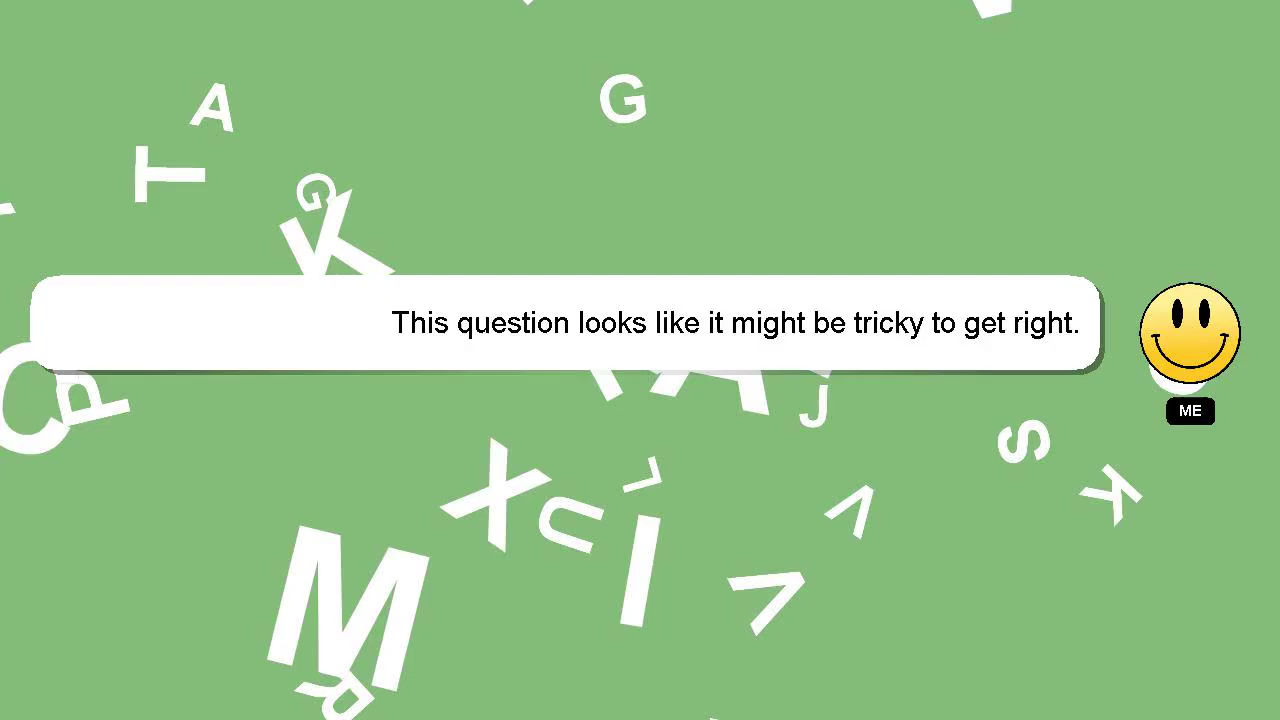 A
G
T
G
K
This question looks like it might be tricky to get right.
ME
C
P
A
J
S
X
L
K
U
V
I
V
M
R